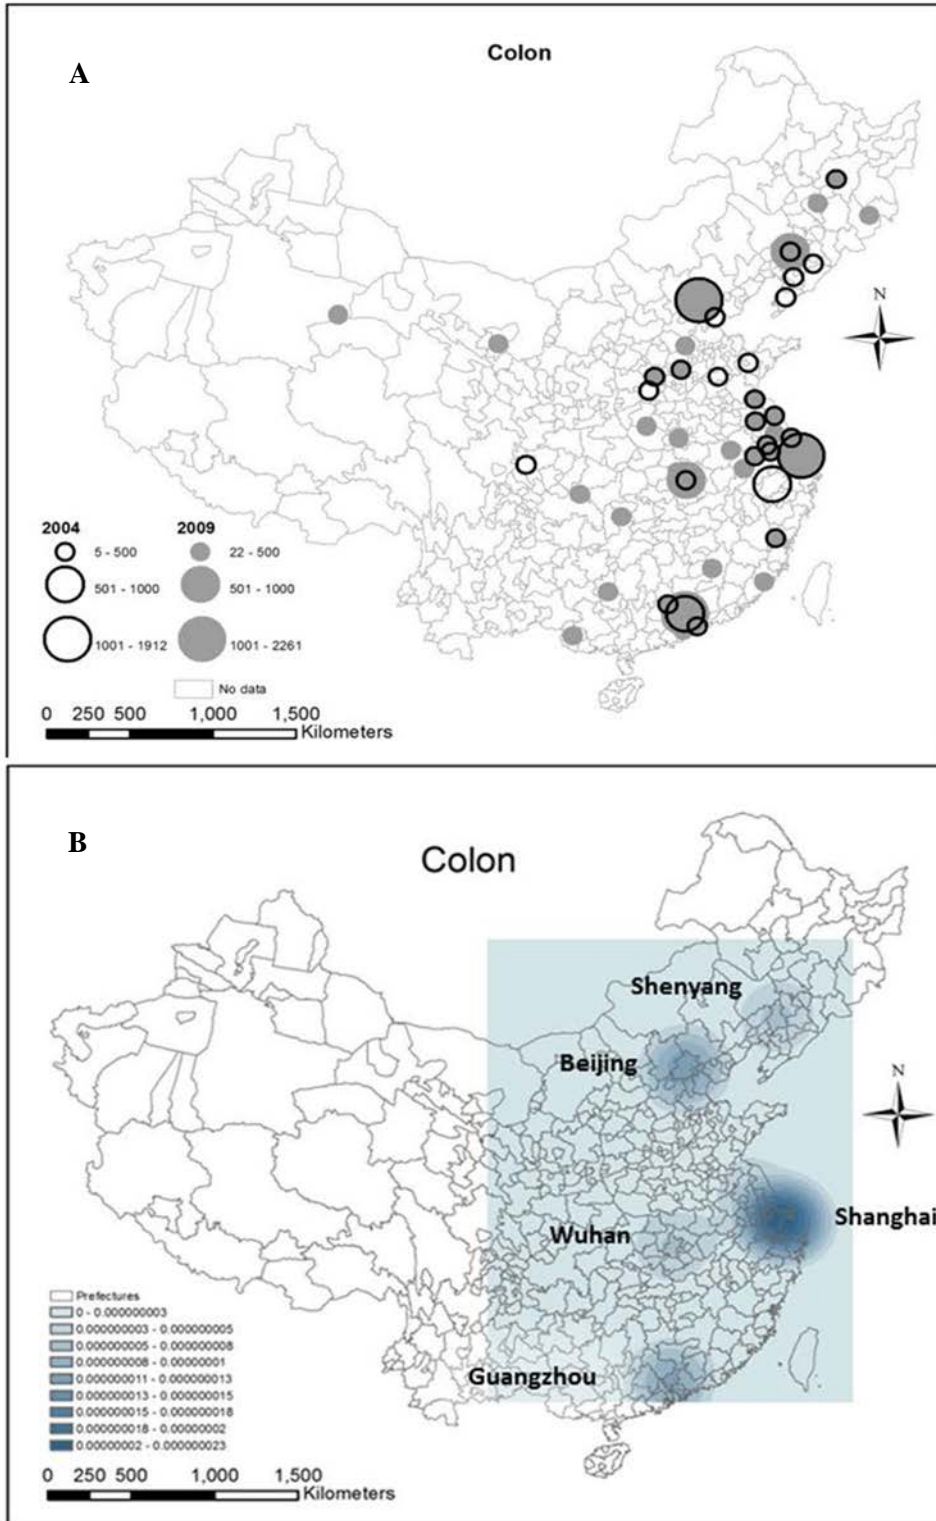 A
Colon
N
2004 2009
5 - 500 22 - 500
501 - 1000 501 - 1000
1001 - 1912 1001 - 2261
No data
0 250 500 1,000 1,500
Kilometers
B
Colon
Shenyang
Beijing
N
Shanghai
Wuhan
Guangzhou
Prefectures
0 - 0.000000003
0.000000003 - 0.000000005
0.000000005 - 0.000000008
0.000000008 - 0.00000001
0.000000011 - 0.000000013
0.000000013 - 0.000000015
0.000000015 - 0.000000018
0.000000018 - 0.00000002
0.00000002 - 0.000000023
0 250 500 1,000 1,500
Kilometers